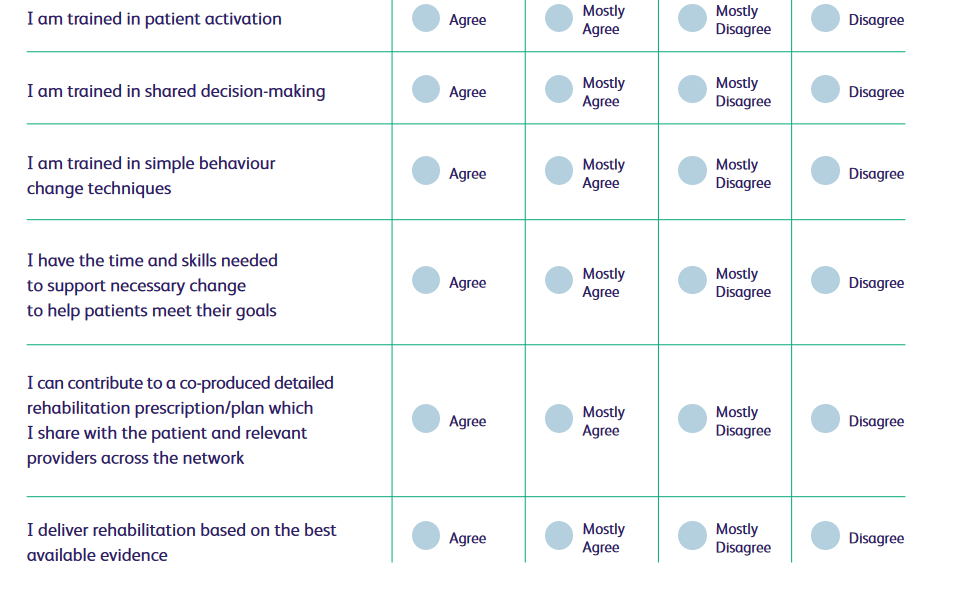 I am trained in patient activation
Agree
Mostly
Agree
Mostly
Disagree
Disagree
I am trained in shared decision-making
Agree
Mostly
Agree
Mostly
Disagree
Disagree
I am trained in simple behaviour
change techniques
Agree
Mostly
Agree
Mostly
Disagree
Disagree
I have the time and skills needed
to support necessary change
to help patients meet their goals
Agree
Mostly
Agree
Mostly
Disagree
Disagree
I can contribute to a co-produced detailed
rehabilitation prescription/plan which
I share with the patient and relevant
providers across the network
Agree
Mostly
Agree
Mostly
Disagree
Disagree
I deliver rehabilitation based on the best
available evidence
Agree
Mostly
Agree
Mostly
Disagree
Disagree